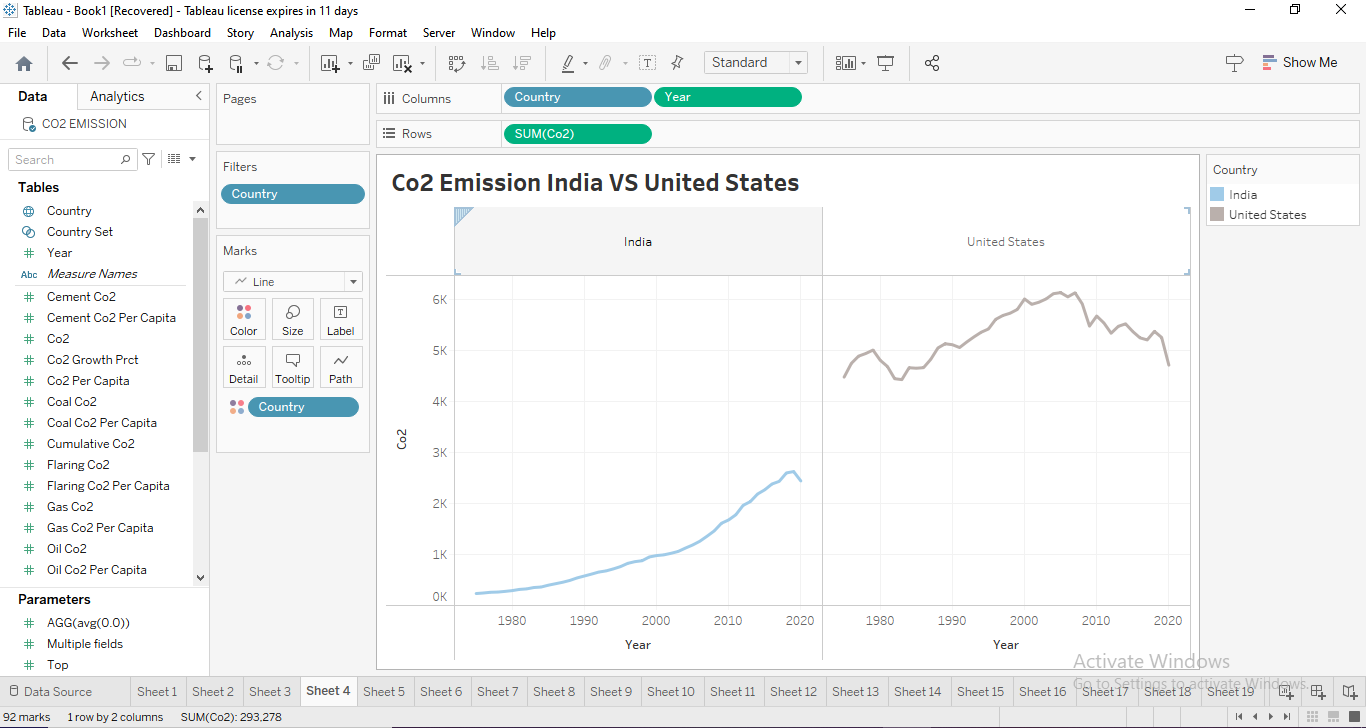 Tableau - Book1 [Recovered] - Tableau license expires in 11 days
File Data Worksheet Dashboard Story Analysis Map Format Server Window Help
Standard
Show Me
Data Analytics
CO2 EMISSION
Search
Tables
Country
Country Set
Year
Abc Measure Names
Cement Co2
Cement Co2 Per Capita
Co2
Co2 Growth Prct
Co2 Per Capita
Coal Co2
Coal Co2 Per Capita
Cumulative Co2
Flaring Co2
Flaring Co2 Per Capita
Gas Co2
Gas Co2 Per Capita
Oil Co2
Oil Co2 Per Capita
Parameters
AGG(avg(0.0))
Multiple fields
Top
Pages
Filters
Country
Marks
Line
Color Size Label
Detail Tooltip Path
Country
Columns Country Year
Rows SUM(Co2)
Co2 Emission India VS United States
India United States
6K
5K
4K
3K
2K
1K
0K
Co2
1980 1990 2000 2010 2020 1980 1990 2000 2010 2020
Year Year
Country
India
United States
Activate Windows
Go to Settings to activate Windows.
Data Source Sheet 1 Sheet 2 Sheet 3 Sheet 4 Sheet 5 Sheet 6 Sheet 7 Sheet 8 Sheet 9 Sheet 10 Sheet 11 Sheet 12 Sheet 13 Sheet 14 Sheet 15 Sheet 16 Sheet 17 Sheet 18 Sheet 19
92 marks 1 row by 2 columns SUM(Co2): 293,278